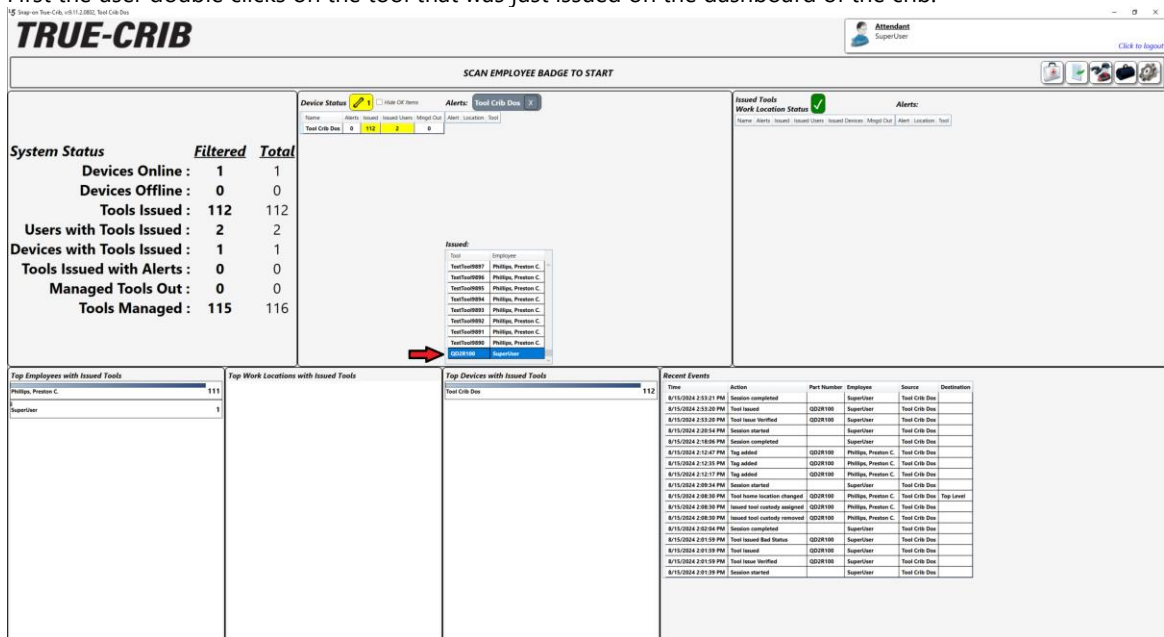 First the user double clicks on the tool that was just issued on the dashboard of the crib.
Snap-on True-Crib, v9.11.2.0802, Tool Crib Dos
TRUE-CRIB
Attendant
SuperUser
Click to logout
SCAN EMPLOYEE BADGE TO START
System Status Filtered Total
Devices Online : 1 1
Devices Offline : 0 0
Tools Issued : 112 112
Users with Tools Issued : 2 2
Devices with Tools Issued : 1 1
Tools Issued with Alerts : 0 0
Managed Tools Out : 0 0
Tools Managed : 115 116
Device Status 1 Hide OK Items
Name Alerts Issued Issued Users Mngd Out
Tool Crib Dos 0 112 2 0
Alerts: Tool Crib Dos X
Alert Location Tool
Issued:
Tool Employee
TestTool9897 Phillips, Preston C.
TestTool9896 Phillips, Preston C.
TestTool9895 Phillips, Preston C.
TestTool9894 Phillips, Preston C.
TestTool9893 Phillips, Preston C.
TestTool9892 Phillips, Preston C.
TestTool9891 Phillips, Preston C.
TestTool9890 Phillips, Preston C.
QD2R100 SuperUser
Issued Tools
Work Location Status
Name Alerts Issued Issued Users Issued Devices Mngd Out
Alerts:
Alert Location Tool
Top Employees with Issued Tools
Phillips, Preston C. 111
SuperUser 1
Top Work Locations with Issued Tools
Top Devices with Issued Tools
Tool Crib Dos 112
Recent Events
Time Action Part Number Employee Source Destination
8/15/2024 2:53:21 PM Session completed SuperUser Tool Crib Dos
8/15/2024 2:53:20 PM Tool Issued QD2R100 SuperUser Tool Crib Dos
8/15/2024 2:53:20 PM Tool Issue Verified QD2R100 SuperUser Tool Crib Dos
8/15/2024 2:20:54 PM Session started SuperUser Tool Crib Dos
8/15/2024 2:18:06 PM Session completed SuperUser Tool Crib Dos
8/15/2024 2:12:47 PM Tag added QD2R100 Phillips, Preston C. Tool Crib Dos
8/15/2024 2:12:35 PM Tag added QD2R100 Phillips, Preston C. Tool Crib Dos
8/15/2024 2:12:17 PM Tag added QD2R100 Phillips, Preston C. Tool Crib Dos
8/15/2024 2:09:34 PM Session started SuperUser Tool Crib Dos
8/15/2024 2:08:30 PM Tool home location changed QD2R100 Phillips, Preston C. Tool Crib Dos Top Level
8/15/2024 2:08:30 PM Issued tool custody assigned QD2R100 Phillips, Preston C. Tool Crib Dos
8/15/2024 2:08:30 PM Issued tool custody removed QD2R100 Phillips, Preston C. Tool Crib Dos
8/15/2024 2:02:04 PM Session completed SuperUser Tool Crib Dos
8/15/2024 2:01:59 PM Tool Issued Bad Status QD2R100 SuperUser Tool Crib Dos
8/15/2024 2:01:59 PM Tool Issued QD2R100 SuperUser Tool Crib Dos
8/15/2024 2:01:59 PM Tool Issue Verified QD2R100 SuperUser Tool Crib Dos
8/15/2024 2:01:39 PM Session started SuperUser Tool Crib Dos